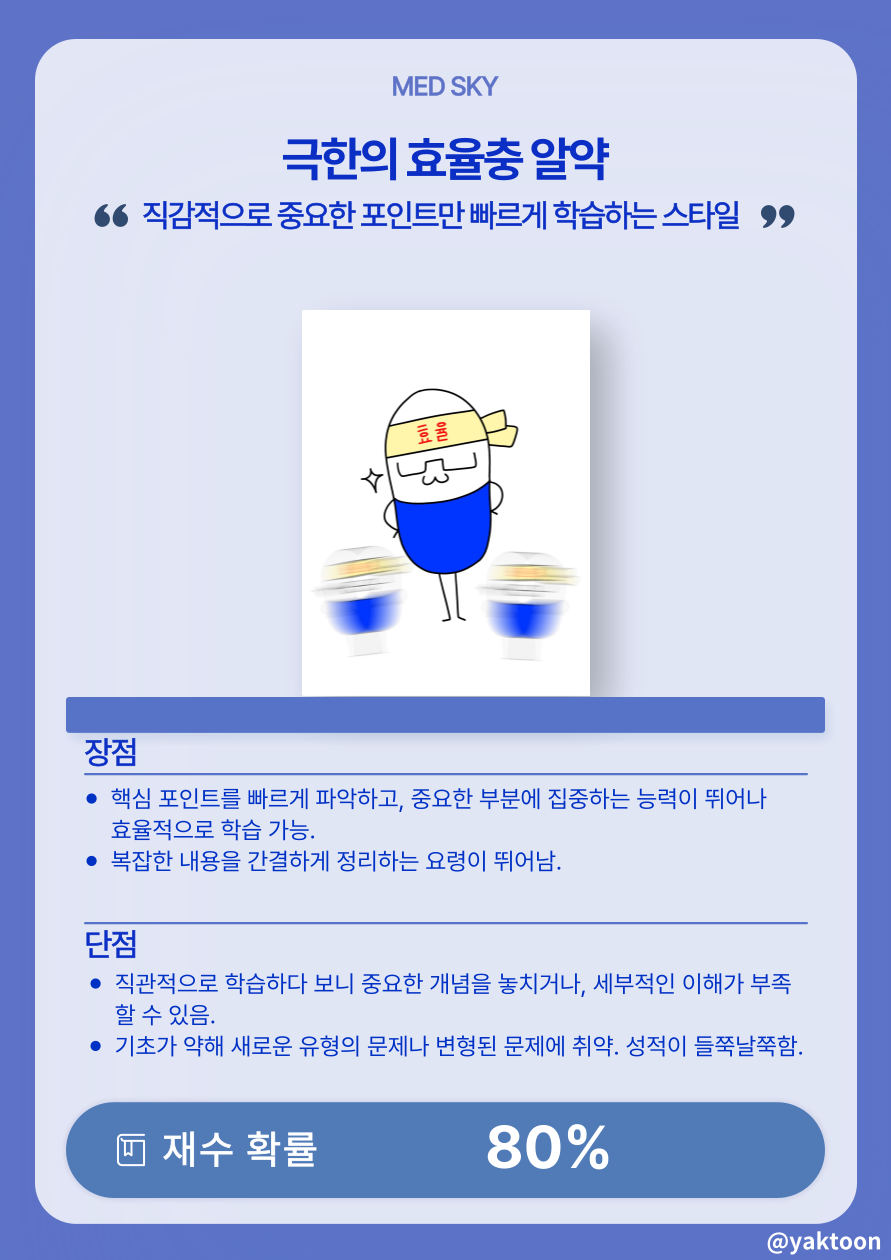 MED SKY
극한의 효율충 알약
“ 직감적으로 중요한 포인트만 빠르게 학습하는 스타일 ”
효율
장점
● 핵심 포인트를 빠르게 파악하고, 중요한 부분에 집중하는 능력이 뛰어나
효율적으로 학습 가능.
● 복잡한 내용을 간결하게 정리하는 요령이 뛰어남.
단점
● 직관적으로 학습하다 보니 중요한 개념을 놓치거나, 세부적인 이해가 부족
할 수 있음.
● 기초가 약해 새로운 유형의 문제나 변형된 문제에 취약. 성적이 들쭉날쭉함.
재수 확률 80%
@yaktoon